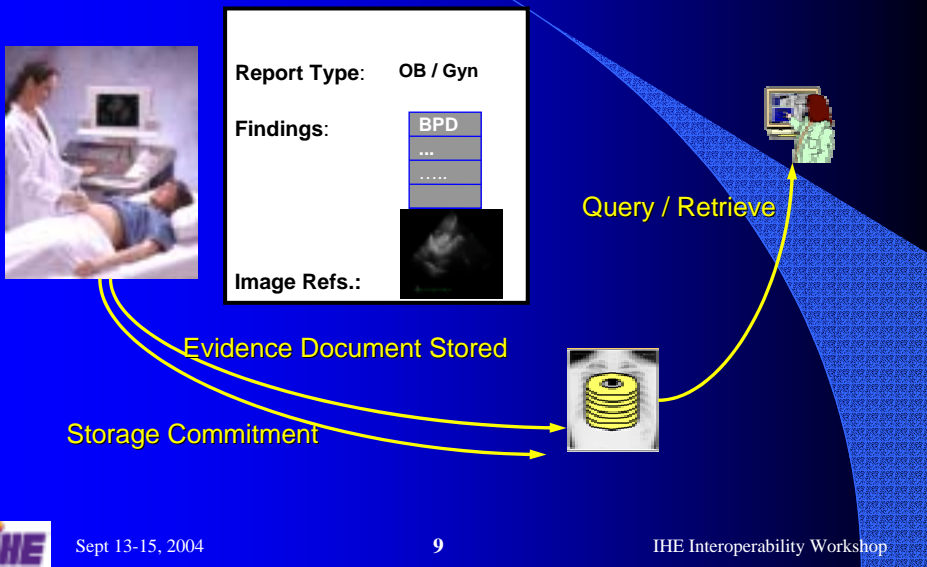 Report Type: OB / Gyn
Findings:
BPD
...
.....
Image Refs.:
Query / Retrieve
Evidence Document Stored
Storage Commitment
IHE
Sept 13-15, 2004
9
IHE Interoperability Workshop